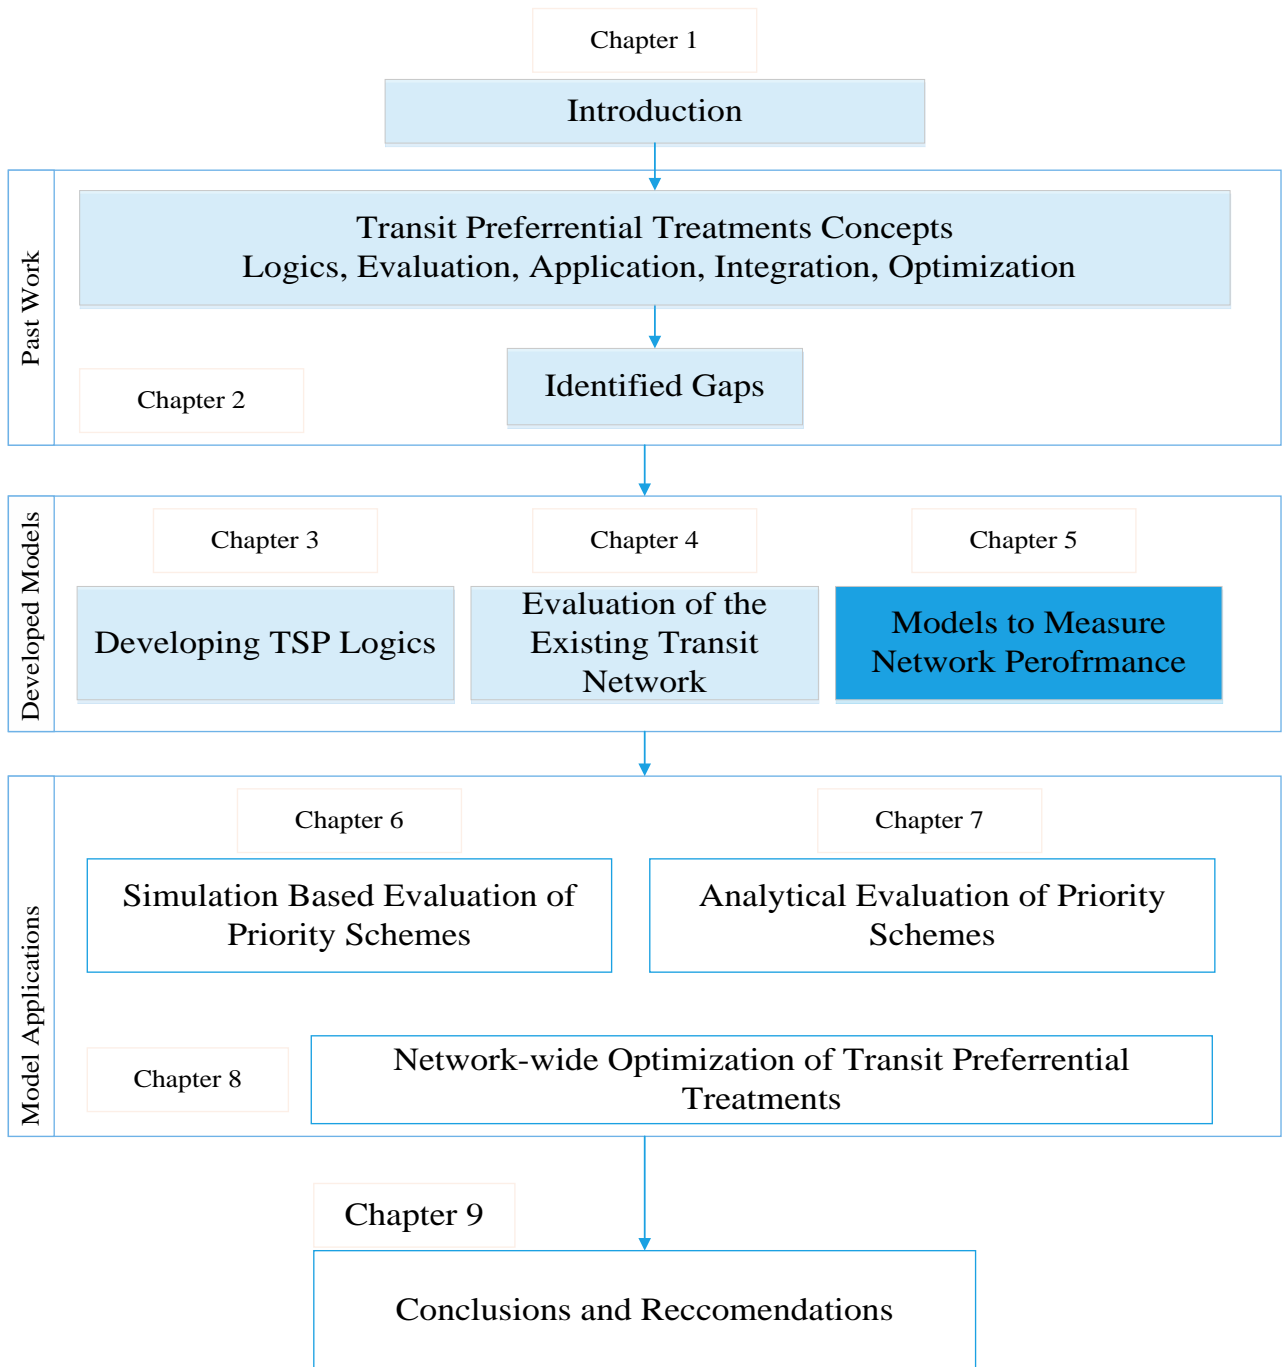 Chapter 1
Introduction
Past Work
Transit Preferrential Treatments Concepts
Logics, Evaluation, Application, Integration, Optimization
Identified Gaps
Chapter 2
Developed Models
Chapter 3
Chapter 4
Chapter 5
Developing TSP Logics
Evaluation of the
Existing Transit
Network
Models to Measure
Network Perofrmance
Model Applications
Chapter 6
Chapter 7
Simulation Based Evaluation of
Priority Schemes
Analytical Evaluation of Priority
Schemes
Chapter 8
Network-wide Optimization of Transit Preferrential
Treatments
Chapter 9
Conclusions and Reccomendations